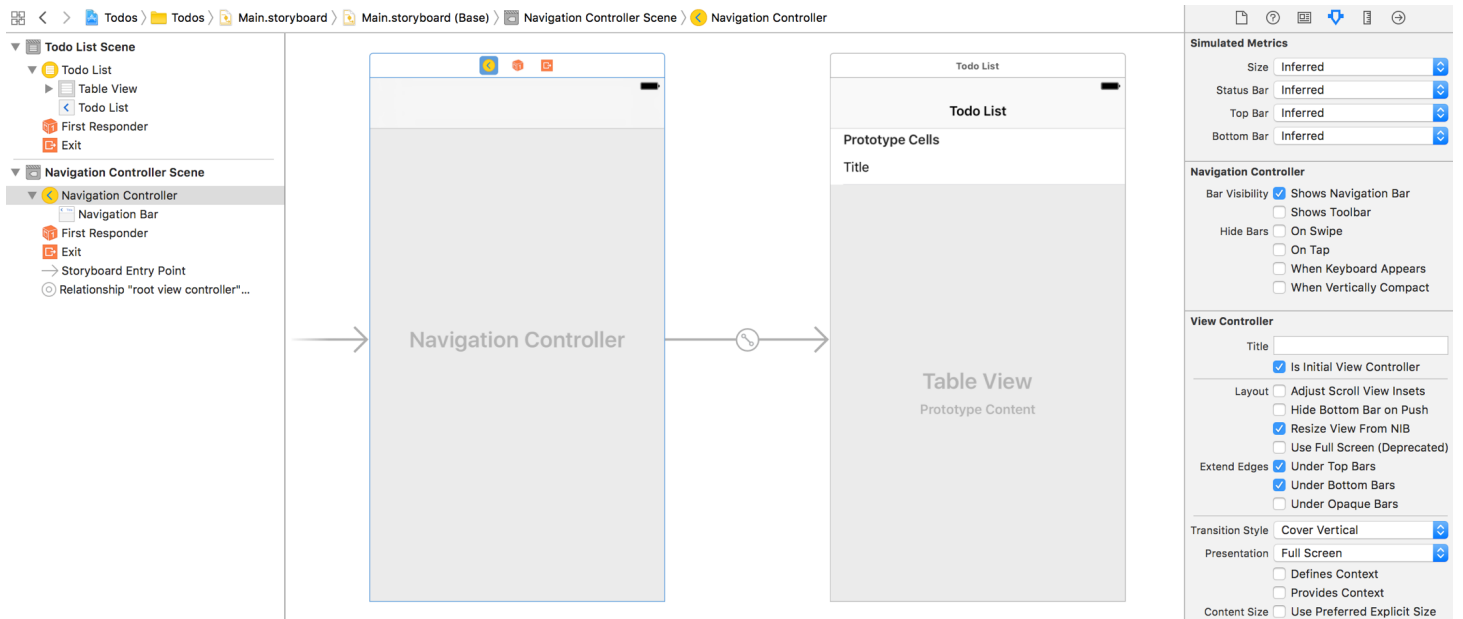 Todos Todos Main.storyboard Main.storyboard (Base) Navigation Controller Scene Navigation Controller
Todo List Scene
Todo List
Table View
Todo List
First Responder
Exit
Navigation Controller Scene
Navigation Controller
Navigation Bar
First Responder
Exit
Storyboard Entry Point
Relationship "root view controller"...
Navigation Controller
Todo List
Todo List
Prototype Cells
Title
Table View
Prototype Content
Simulated Metrics
Size Inferred
Status Bar Inferred
Top Bar Inferred
Bottom Bar Inferred
Navigation Controller
Bar Visibility Shows Navigation Bar
Shows Toolbar
Hide Bars On Swipe
On Tap
When Keyboard Appears
When Vertically Compact
View Controller
Title
Is Initial View Controller
Layout Adjust Scroll View Insets
Hide Bottom Bar on Push
Resize View From NIB
Use Full Screen (Deprecated)
Extend Edges Under Top Bars
Under Bottom Bars
Under Opaque Bars
Transition Style Cover Vertical
Presentation Full Screen
Defines Context
Provides Context
Content Size Use Preferred Explicit Size